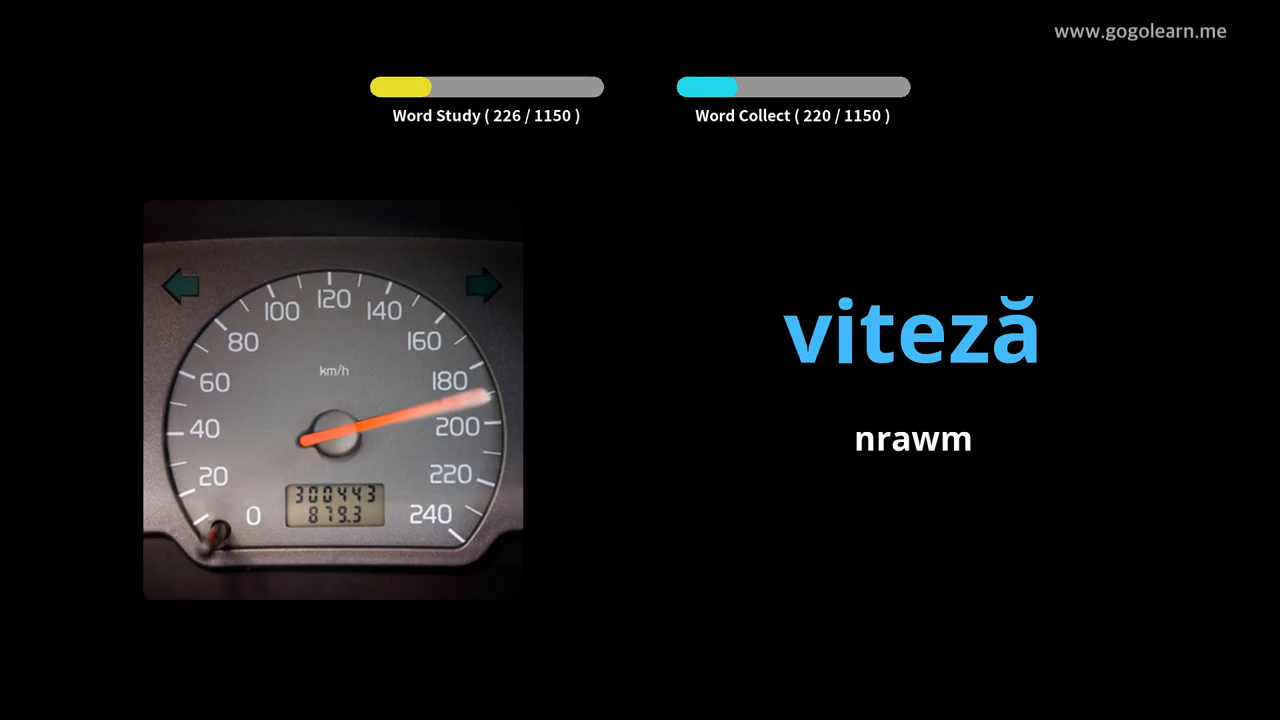 www.gogolearn.me
Word Study ( 226 / 1150 )
Word Collect ( 220 / 1150 )
0
20
40
60
80
100
120
140
160
180
200
220
240
km/h
300443
879.3
viteză
nrawm